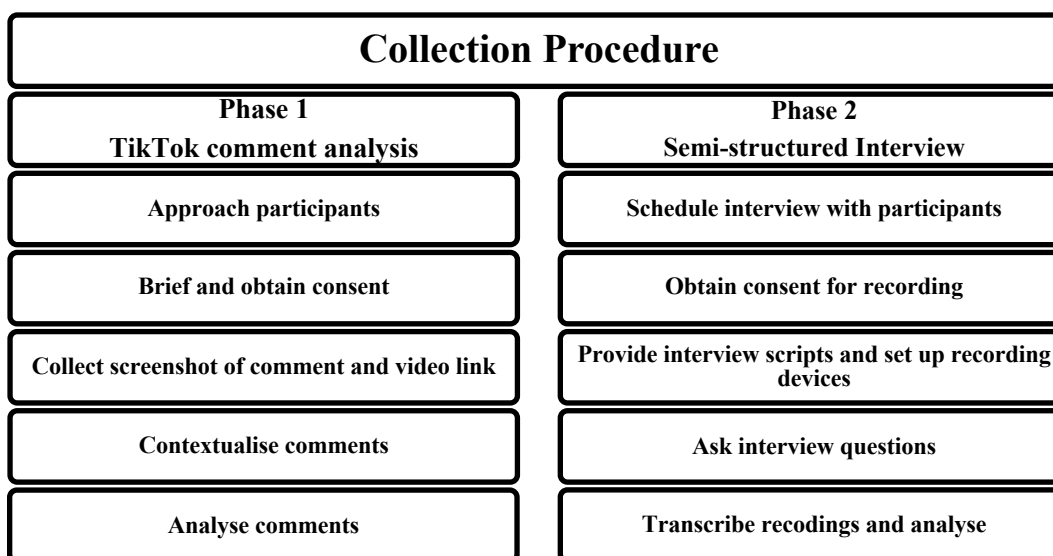 Collection Procedure
Phase 1
TikTok comment analysis
Approach participants
Brief and obtain consent
Collect screenshot of comment and video link
Contextualise comments
Analyse comments
Phase 2
Semi-structured Interview
Schedule interview with participants
Obtain consent for recording
Provide interview scripts and set up recording
devices
Ask interview questions
Transcribe recodings and analyse